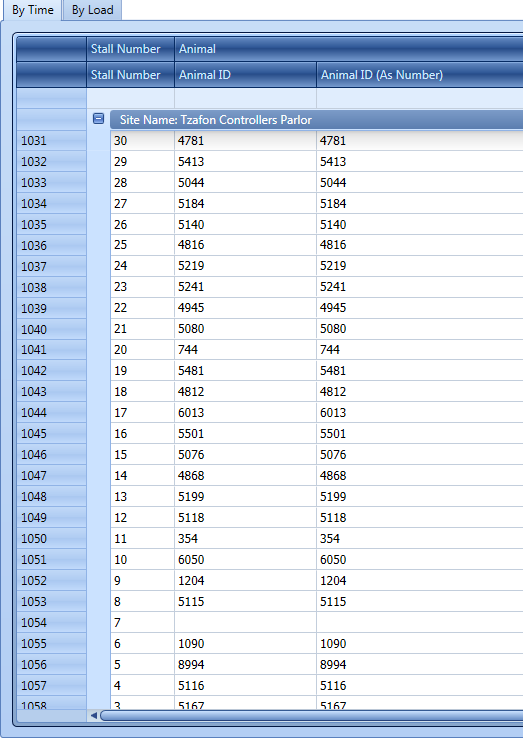 By Time By Load
Stall Number Animal
Stall Number Animal ID Animal ID (As Number)
Site Name: Tzafon Controllers Parlor
1031 30 4781 4781
1032 29 5413 5413
1033 28 5044 5044
1034 27 5184 5184
1035 26 5140 5140
1036 25 4816 4816
1037 24 5219 5219
1038 23 5241 5241
1039 22 4945 4945
1040 21 5080 5080
1041 20 744 744
1042 19 5481 5481
1043 18 4812 4812
1044 17 6013 6013
1045 16 5501 5501
1046 15 5076 5076
1047 14 4868 4868
1048 13 5199 5199
1049 12 5118 5118
1050 11 354 354
1051 10 6050 6050
1052 9 1204 1204
1053 8 5115 5115
1054 7
1055 6 1090 1090
1056 5 8994 8994
1057 4 5116 5116
1058 3 5167 5167